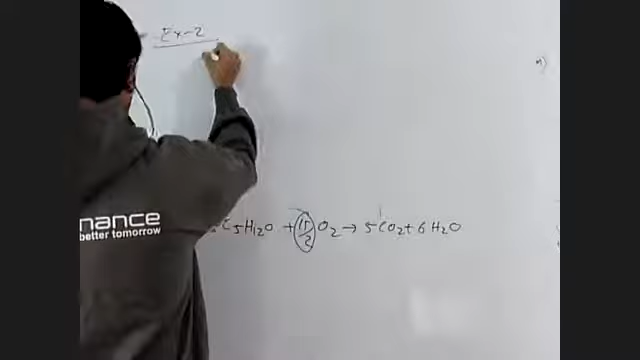 Ex-2
C5H12O + 15/2 O2 → 5CO2 + 6H2O
nance
better tomorrow